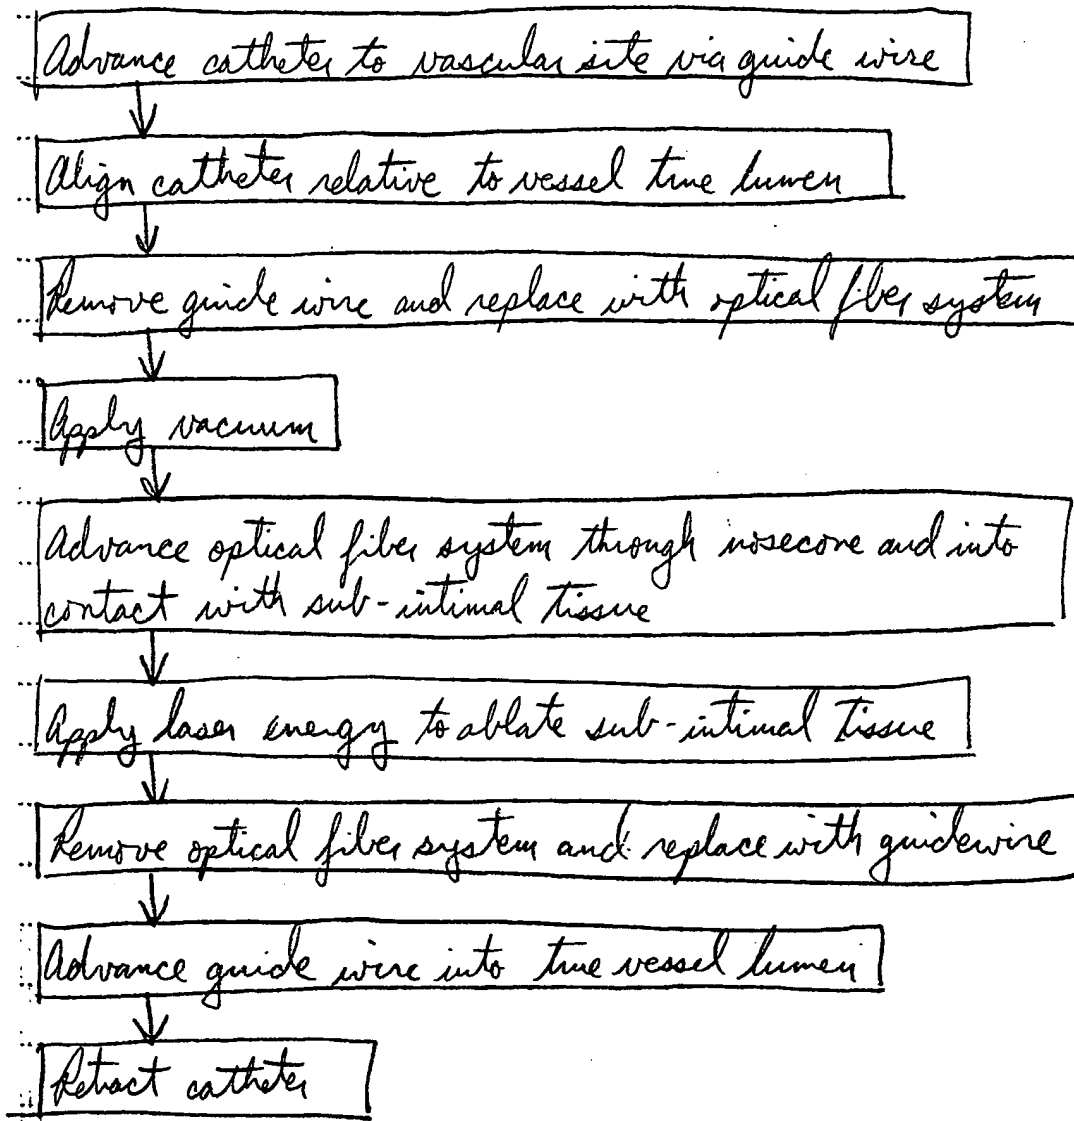 Advance catheter to vascular site via guide wire
Align catheter relative to vessel true lumen
Remove guide wire and replace with optical fiber system
Apply vacuum
Advance optical fiber system through nosecone and into
contact with sub-intimal tissue
Apply laser energy to ablate sub-intimal tissue
Remove optical fiber system and replace with guidewire
Advance guide wire into true vessel lumen
Retract catheter